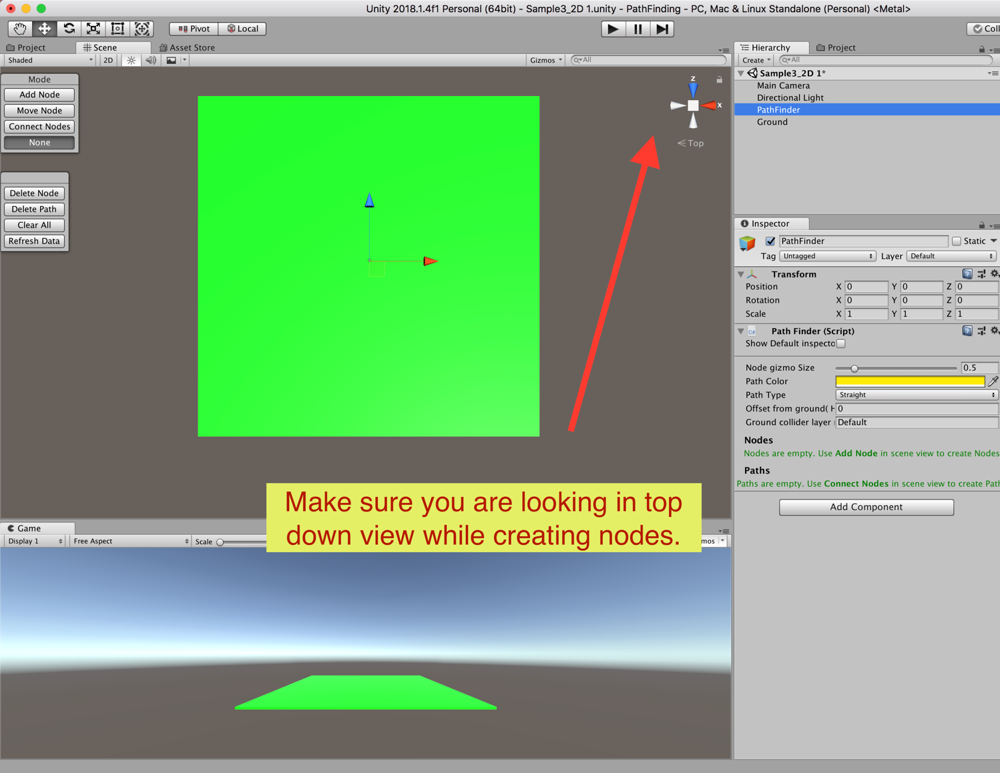 Unity 2018.1.4f1 Personal (64bit) - Sample3_2D 1.unity - PathFinding - PC, Mac & Linux Standalone (Personal) <Metal>
Pivot Local Coll
Project Scene Asset Store
Shaded 2D Gizmos All
Mode
Add Node
Move Node
Connect Nodes
None
Delete Node
Delete Path
Clear All
Refresh Data
z
x
Top
Make sure you are looking in top
down view while creating nodes.
Game
Display 1 Free Aspect Scale mos
Hierarchy Project
Create All
Sample3_2D 1*
Main Camera
Directional Light
PathFinder
Ground
Inspector
PathFinder Static
Tag Untagged Layer Default
Transform
Position X 0 Y 0 Z 0
Rotation X 0 Y 0 Z 0
Scale X 1 Y 1 Z 1
C# Path Finder (Script)
Show Default inspecto
Node gizmo Size 0.5
Path Color
Path Type Straight
Offset from ground( H 0
Ground collider layer Default
Nodes
Nodes are empty. Use Add Node in scene view to create Nodes
Paths
Paths are empty. Use Connect Nodes in scene view to create Path
Add Component